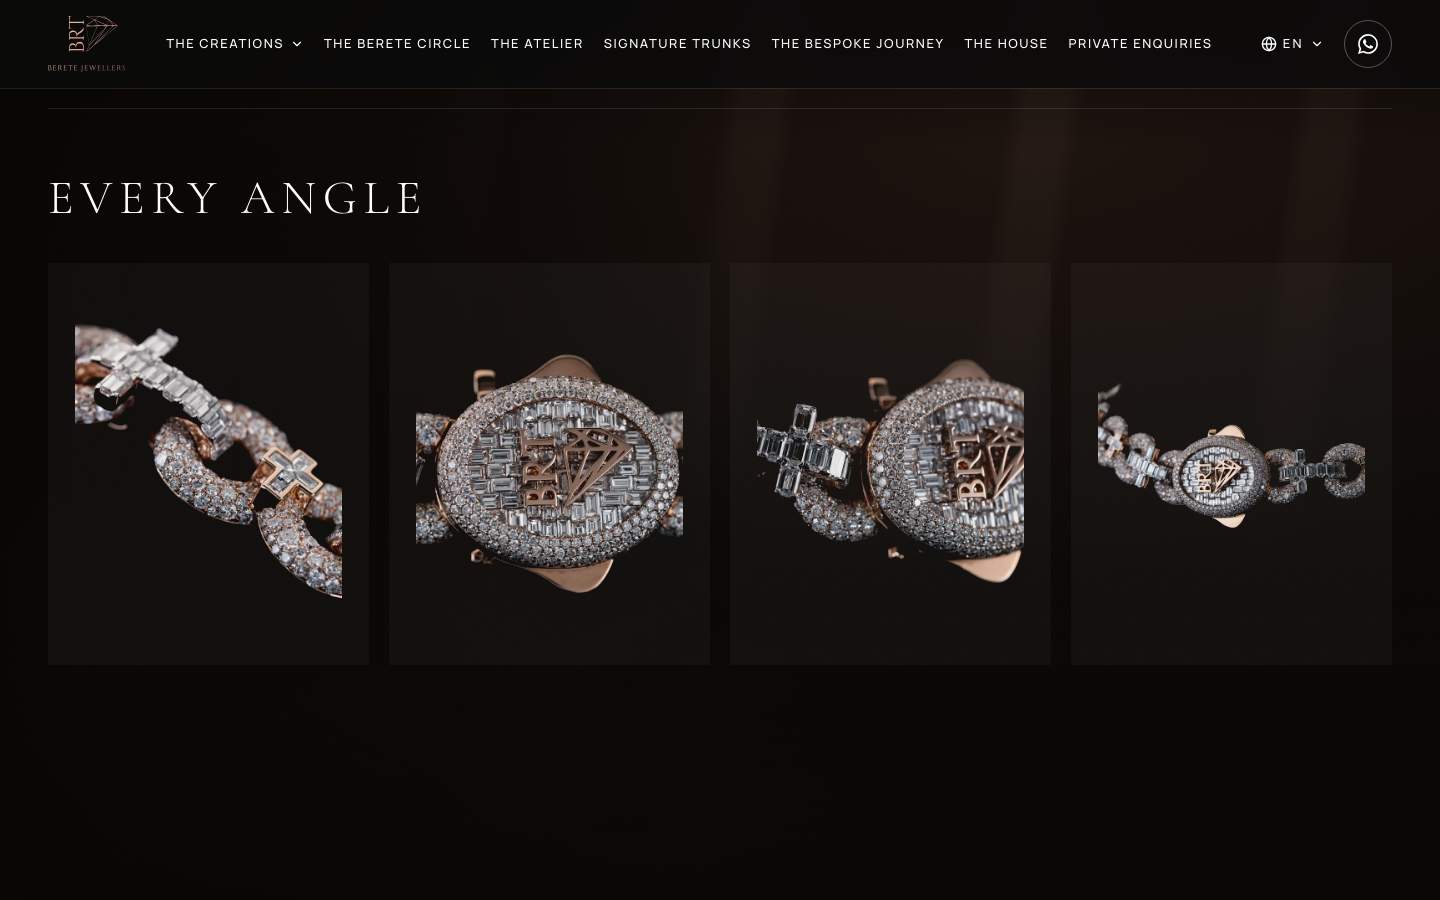 BRT
BERETE JEWELLERS
THE CREATIONS
THE BERETE CIRCLE
THE ATELIER
SIGNATURE TRUNKS
THE BESPOKE JOURNEY
THE HOUSE
PRIVATE ENQUIRIES
EN
EVERY ANGLE
BRT
BRT
BRT